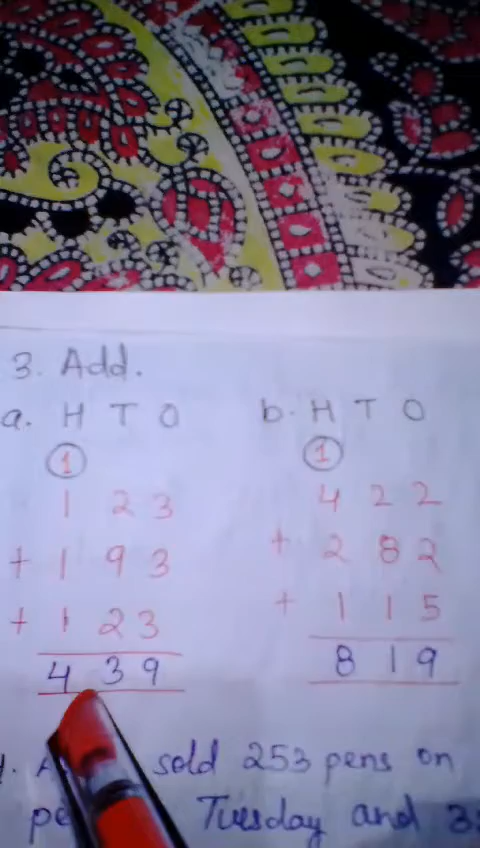 3. Add.
a. H T O b. H T O
1 1
1 2 3 4 2 2
+ 1 9 3 + 2 8 2
+ 1 2 3 + 1 1 5
4 3 9 8 1 9
sold 253 pens on
Tuesday and